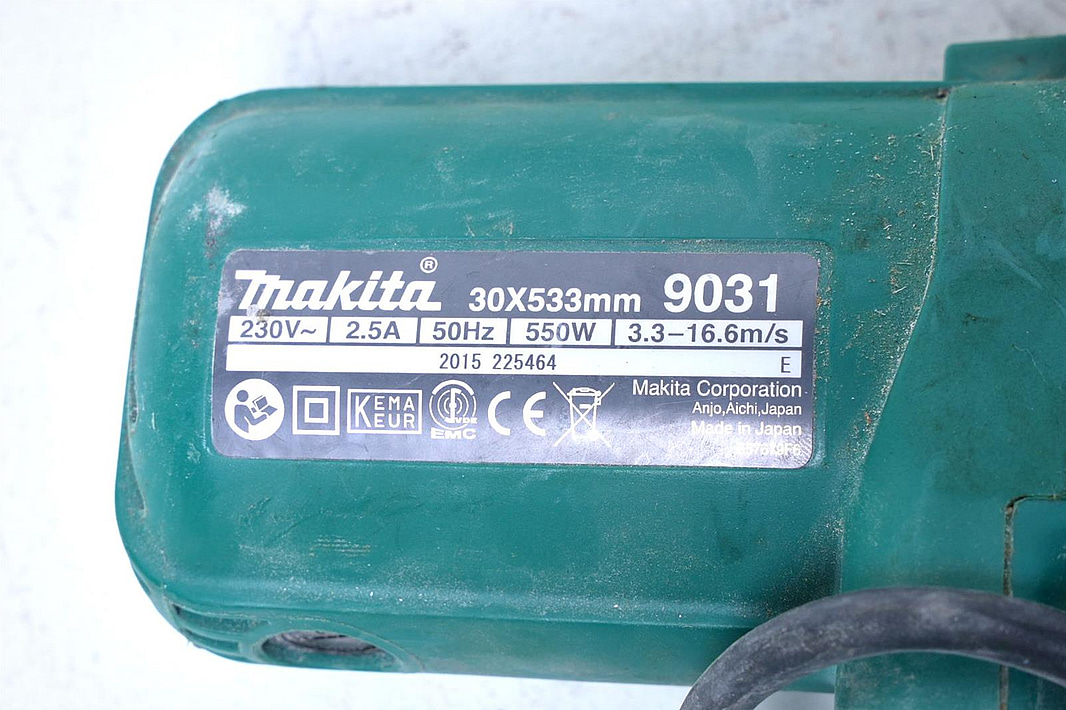 makita® 30X533mm 9031
230V~ 2.5A 50Hz 550W 3.3-16.6m/s
2015 225464 E
KEMA
KEUR
VDE
EMC
CE
Makita Corporation
Anjo,Aichi,Japan
Made in Japan